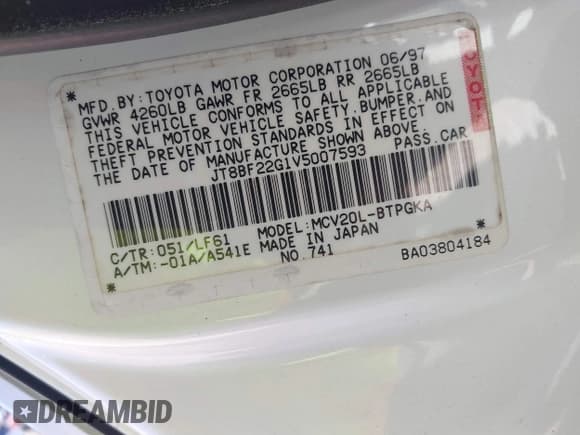 MFD.BY:TOYOTA MOTOR CORPORATION 06/97
GVWR 4260LB GAWR FR 2665LB RR 2665LB
THIS VEHICLE CONFORMS TO ALL APPLICABLE
FEDERAL MOTOR VEHICLE SAFETY,BUMPER,AND
THEFT PREVENTION STANDARDS IN EFFECT ON
THE DATE OF MANUFACTURE SHOWN ABOVE.
JT8BF22G1V5007593 PASS.CAR
C/TR:051/LF61 MODEL:MCV20L-BTPGKA
A/TM:-01A/A541E MADE IN JAPAN
NO.741 BA03804184
DREAMBID